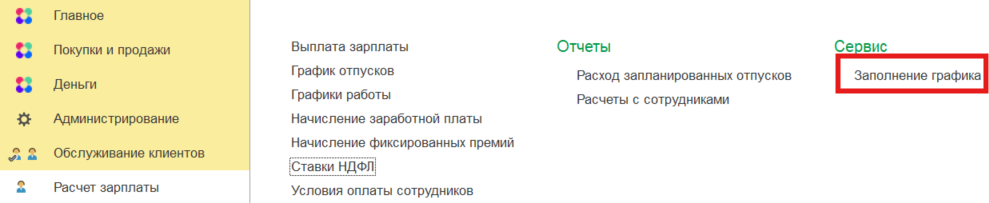 Главное
Покупки и продажи
Деньги
Администрирование
Обслуживание клиентов
Расчет зарплаты
Выплата зарплаты
График отпусков
Графики работы
Начисление заработной платы
Начисление фиксированных премий
Ставки НДФЛ
Условия оплаты сотрудников
Отчеты
Расход запланированных отпусков
Расчеты с сотрудниками
Сервис
Заполнение графика